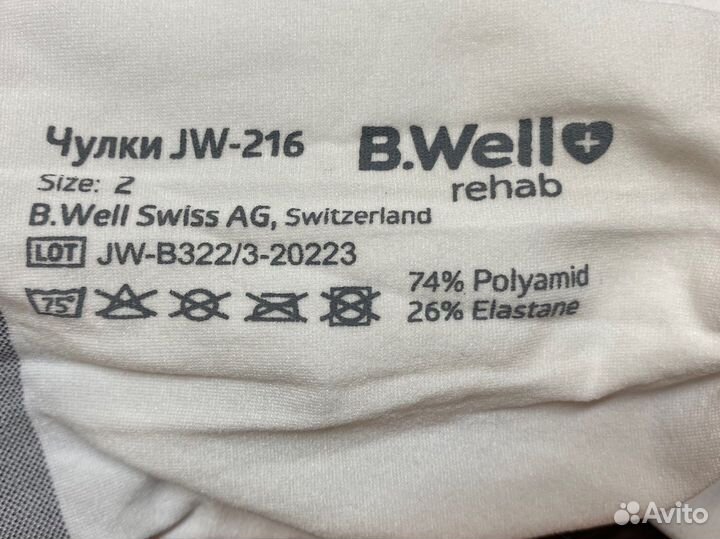 Чулки JW-216
B.Well
rehab
Size: 2
B.Well Swiss AG, Switzerland
LOT JW-B322/3-20223
75°
74% Polyamid
26% Elastane
Avito